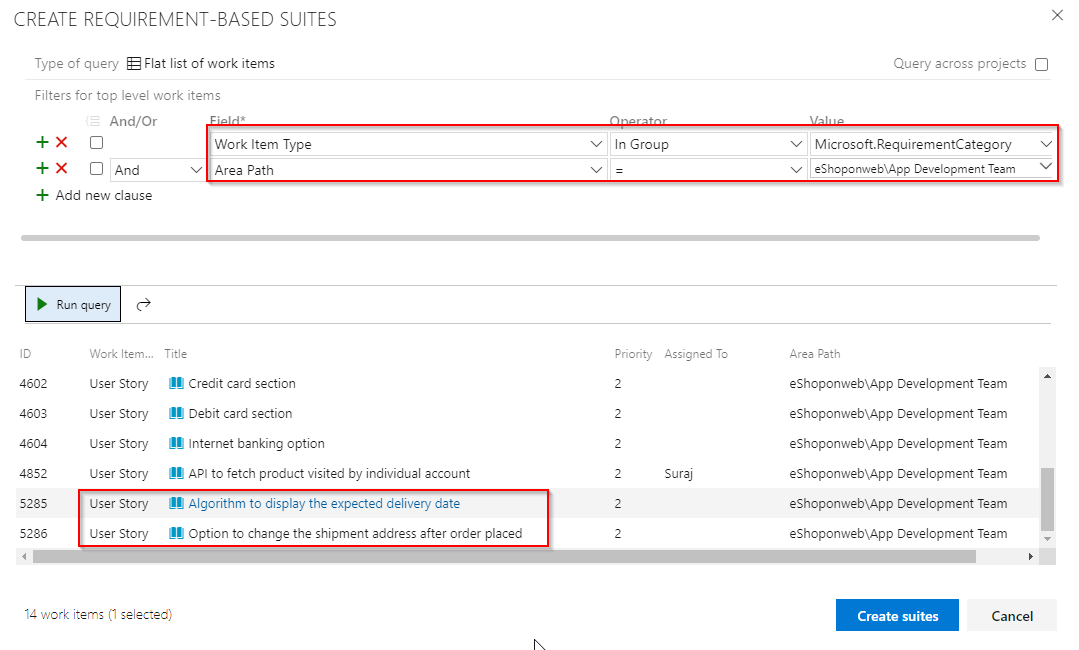 CREATE REQUIREMENT-BASED SUITES
Type of query Flat list of work items Query across projects
Filters for top level work items
And/Or Field* Operator Value
Work Item Type In Group Microsoft.RequirementCategory
And Area Path = eShoponweb\App Development Team
+ Add new clause
Run query
ID Work Item... Title Priority Assigned To Area Path
4602 User Story Credit card section 2 eShoponweb\App Development Team
4603 User Story Debit card section 2 eShoponweb\App Development Team
4604 User Story Internet banking option 2 eShoponweb\App Development Team
4852 User Story API to fetch product visited by individual account 2 Suraj eShoponweb\App Development Team
5285 User Story Algorithm to display the expected delivery date 2 eShoponweb\App Development Team
5286 User Story Option to change the shipment address after order placed 2 eShoponweb\App Development Team
14 work items (1 selected) Create suites Cancel